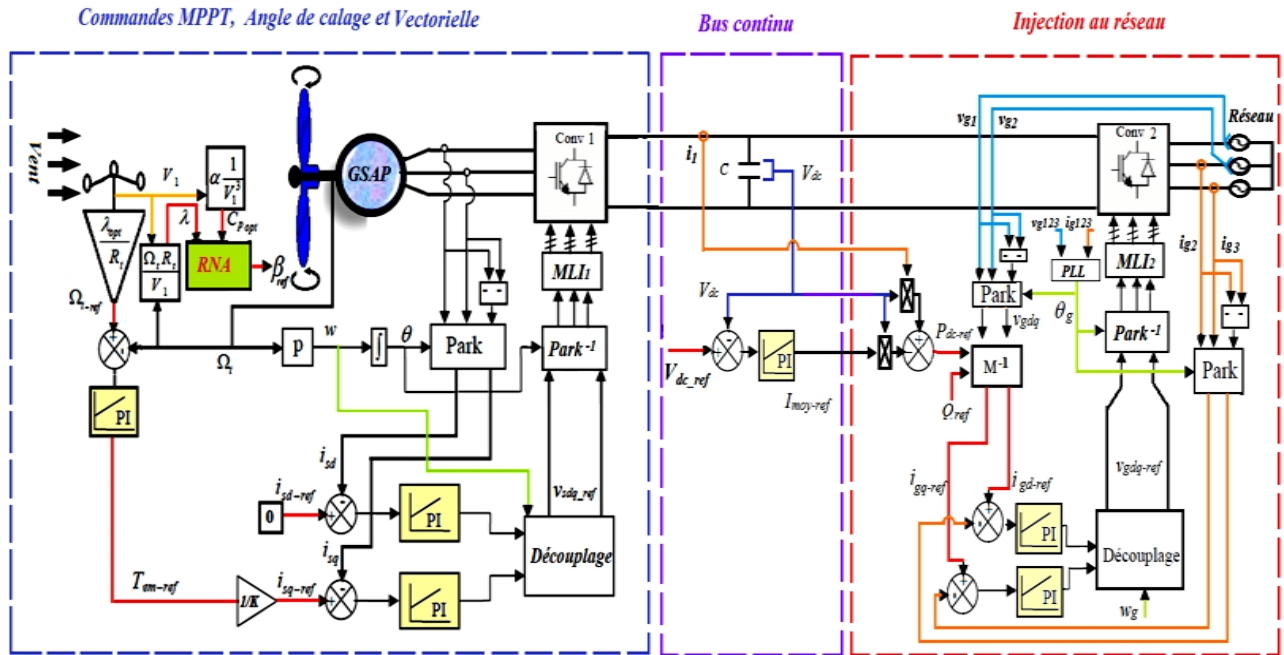 Commandes MPPT, Angle de calage et Vectorielle
Bus continu
Injection au réseau
Vent
V1
α 1/V1^3
λ
CPopt
λopt/Rt
Ωt Rt/V1
RNA
βref
Ωt-ref
GSAP
Conv 1
MLI1
Park
Park-1
Ωt
p
w
∫
θ
PI
isd
isd-ref
0
PI
isq
vsdq_ref
Découplage
Tem-ref
1/K
isq-ref
PI
i1
C
Vdc
Vdc
Vdc_ref
PI
Imoy-ref
vg1
vg2
Réseau
Conv 2
vg123
ig123
PLL
MLI2
ig2
ig3
Park
vgdq
θg
Park-1
Park
Pdc-ref
M-1
Qref
igq-ref
igd-ref
vgdq-ref
PI
PI
Découplage
wg